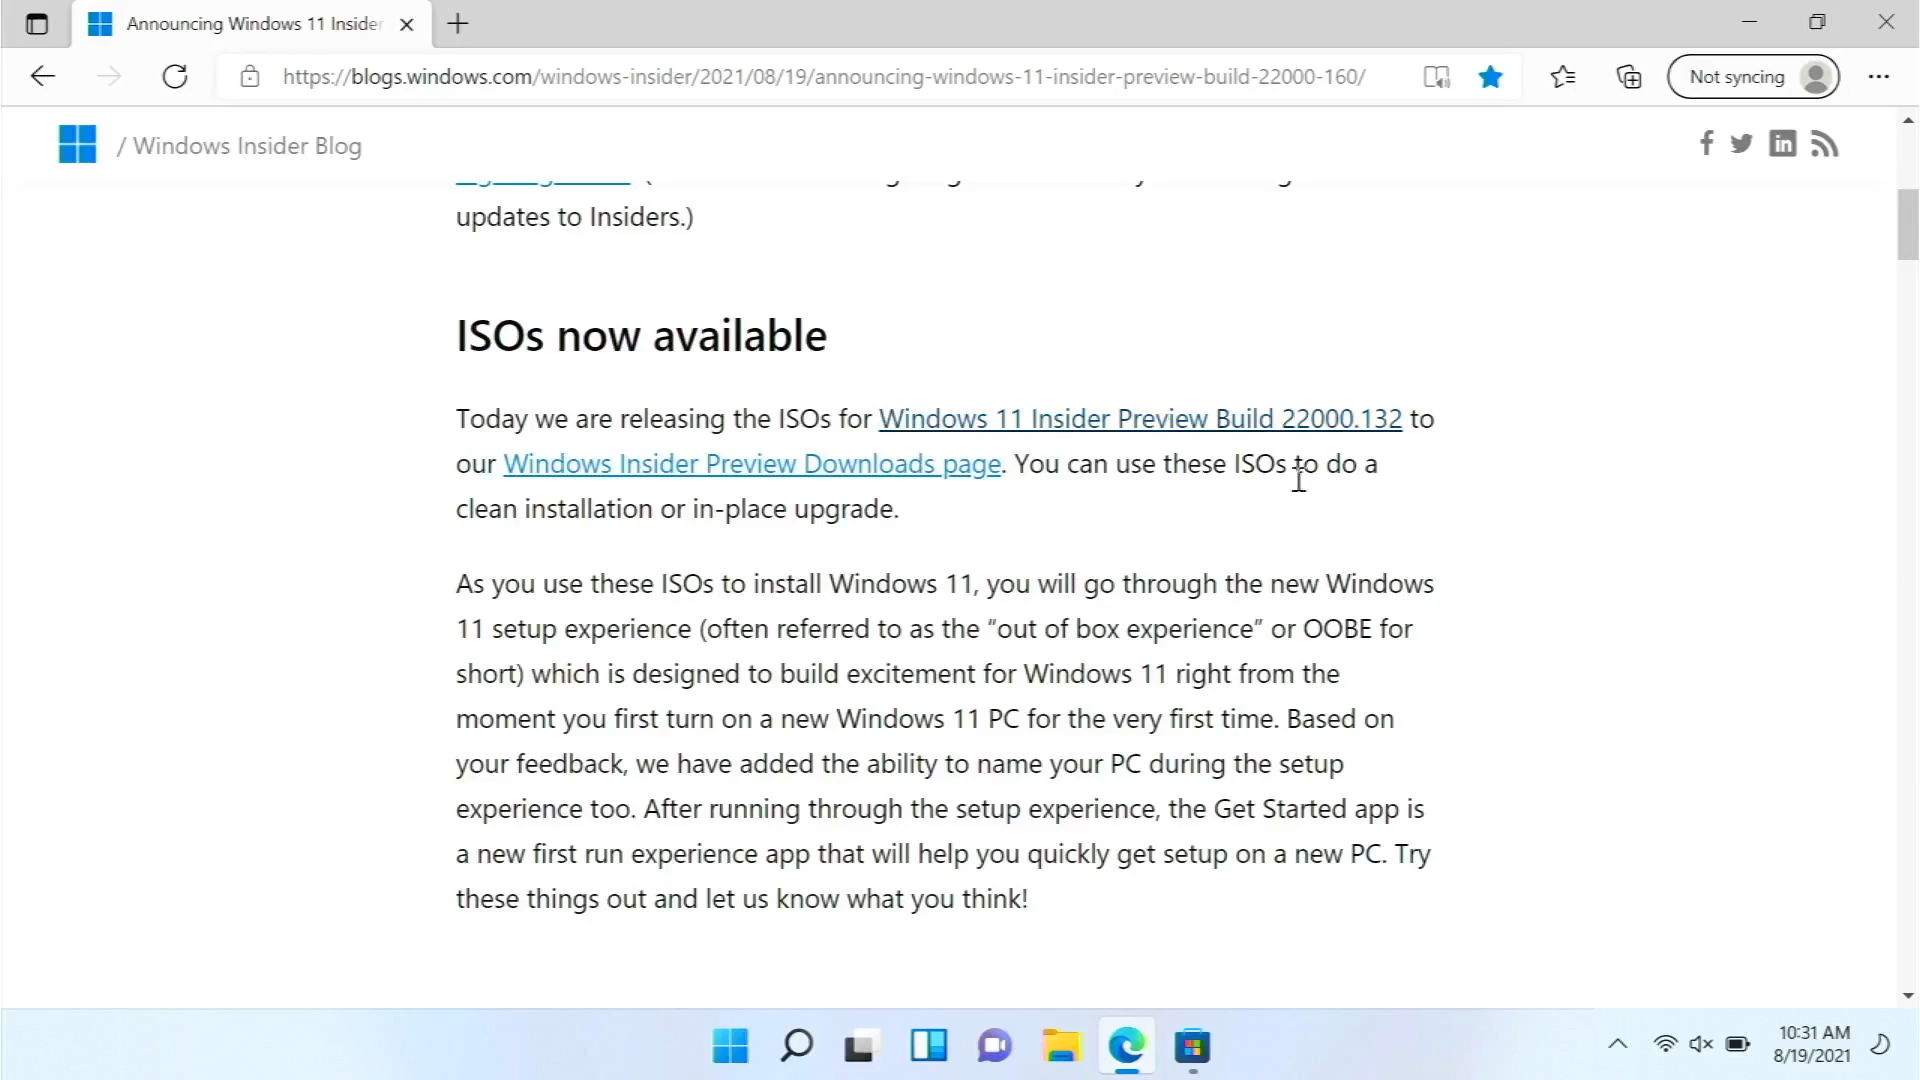 Announcing Windows 11 Insider
https://blogs.windows.com/windows-insider/2021/08/19/announcing-windows-11-insider-preview-build-22000-160/
Not syncing
/ Windows Insider Blog
updates to Insiders.)
ISOs now available
Today we are releasing the ISOs for Windows 11 Insider Preview Build 22000.132 to
our Windows Insider Preview Downloads page. You can use these ISOs to do a
clean installation or in-place upgrade.
As you use these ISOs to install Windows 11, you will go through the new Windows
11 setup experience (often referred to as the “out of box experience” or OOBE for
short) which is designed to build excitement for Windows 11 right from the
moment you first turn on a new Windows 11 PC for the very first time. Based on
your feedback, we have added the ability to name your PC during the setup
experience too. After running through the setup experience, the Get Started app is
a new first run experience app that will help you quickly get setup on a new PC. Try
these things out and let us know what you think!
10:31 AM
8/19/2021